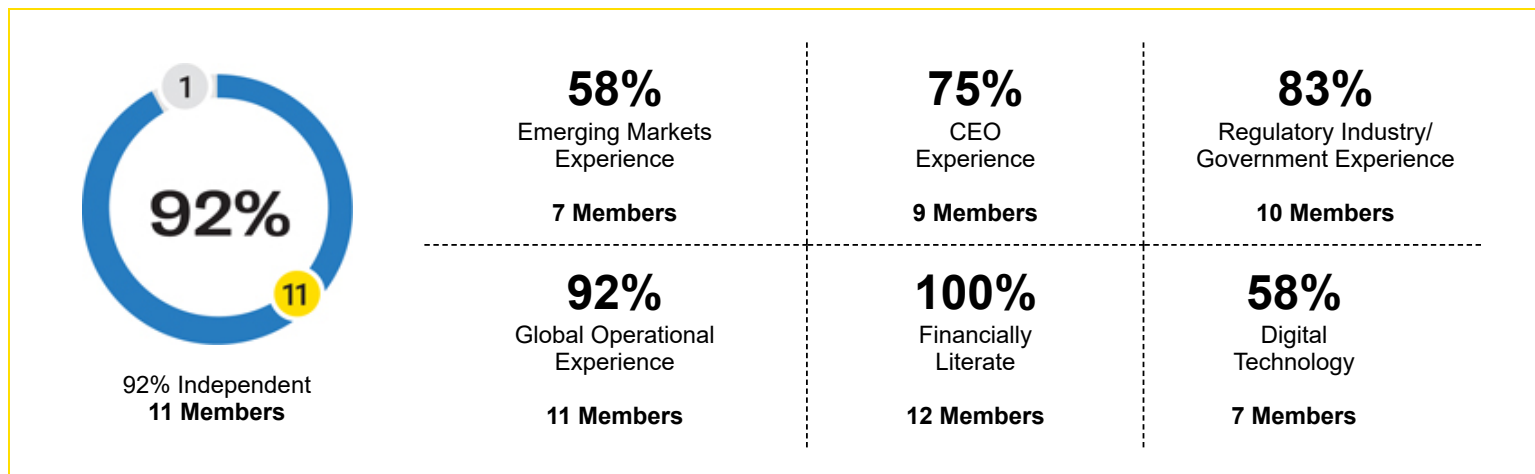 1
92%
11
92% Independent
11 Members
58%
Emerging Markets
Experience
7 Members
75%
CEO
Experience
9 Members
83%
Regulatory Industry/
Government Experience
10 Members
92%
Global Operational
Experience
11 Members
100%
Financially
Literate
12 Members
58%
Digital
Technology
7 Members